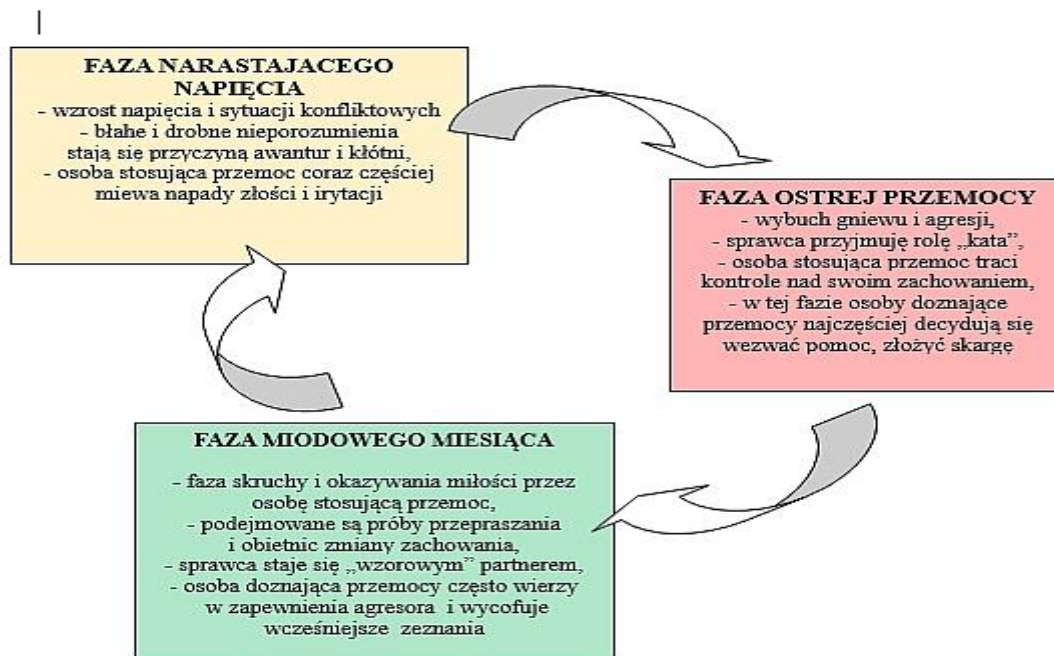 FAZA NARASTAJACEGO
NAPIĘCIA
- wzrost napięcia i sytuacji konfliktowych
- błahe i drobne nieporozumienia
stają się przyczyną awantur i kłótni,
- osoba stosująca przemoc coraz częściej
miewa napady złości i irytacji
FAZA OSTREJ PRZEMOCY
- wybuch gniewu i agresji,
- sprawca przyjmuję rolę „kata”,
- osoba stosująca przemoc traci
kontrole nad swoim zachowaniem,
- w tej fazie osoby doznające
przemocy najczęściej decydują się
wezwać pomoc, złożyć skargę
FAZA MIODOWEGO MIESIĄCA
- faza skruchy i okazywania miłości przez
osobę stosującą przemoc,
- podejmowane są próby przepraszania
i obietnic zmiany zachowania,
- sprawca staje się „wzorowym” partnerem,
- osoba doznająca przemocy często wierzy
w zapewnienia agresora i wycofuje
wcześniejsze zeznania